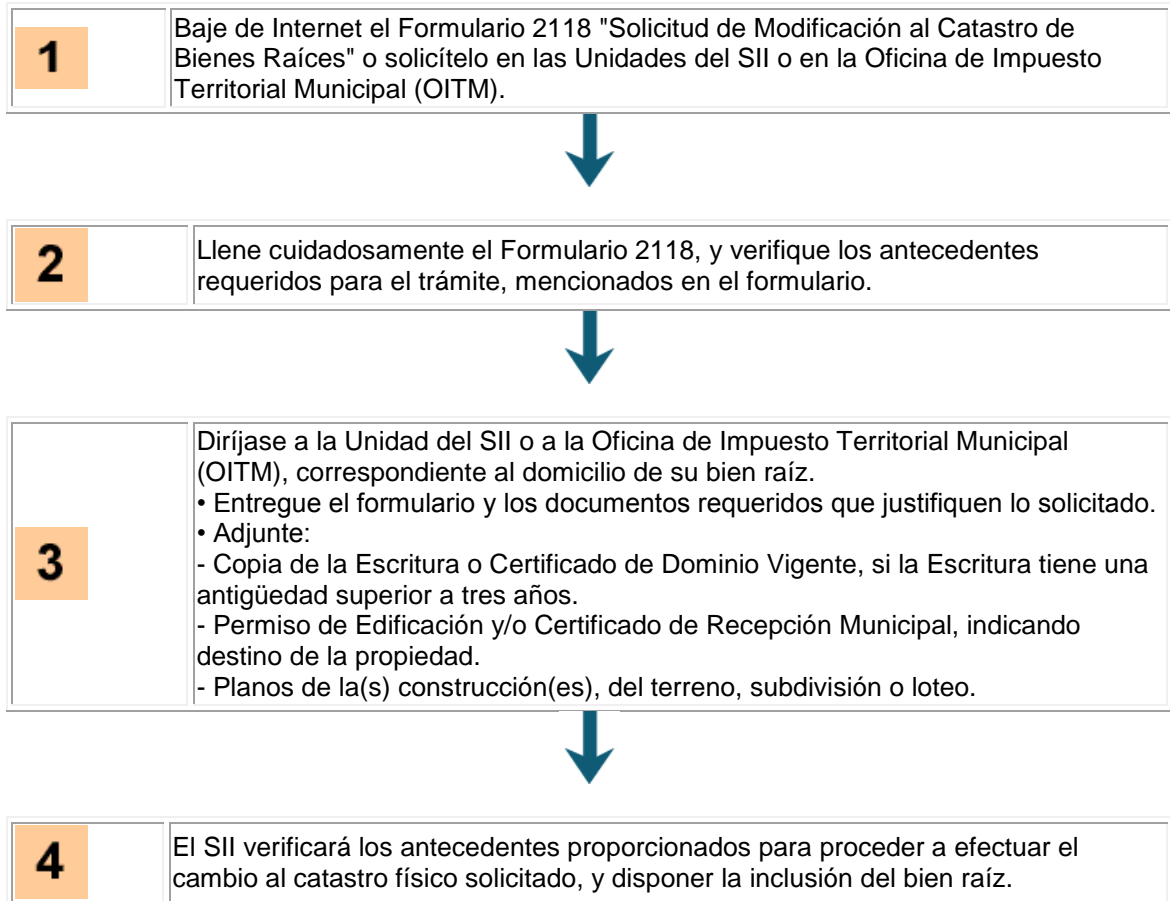 1
Baje de Internet el Formulario 2118 "Solicitud de Modificación al Catastro de
Bienes Raíces" o solicítelo en las Unidades del SII o en la Oficina de Impuesto
Territorial Municipal (OITM).
2
Llene cuidadosamente el Formulario 2118, y verifique los antecedentes
requeridos para el trámite, mencionados en el formulario.
3
Diríjase a la Unidad del SII o a la Oficina de Impuesto Territorial Municipal
(OITM), correspondiente al domicilio de su bien raíz.
• Entregue el formulario y los documentos requeridos que justifiquen lo solicitado.
• Adjunte:
- Copia de la Escritura o Certificado de Dominio Vigente, si la Escritura tiene una
antigüedad superior a tres años.
- Permiso de Edificación y/o Certificado de Recepción Municipal, indicando
destino de la propiedad.
- Planos de la(s) construcción(es), del terreno, subdivisión o loteo.
4
El SII verificará los antecedentes proporcionados para proceder a efectuar el
cambio al catastro físico solicitado, y disponer la inclusión del bien raíz.